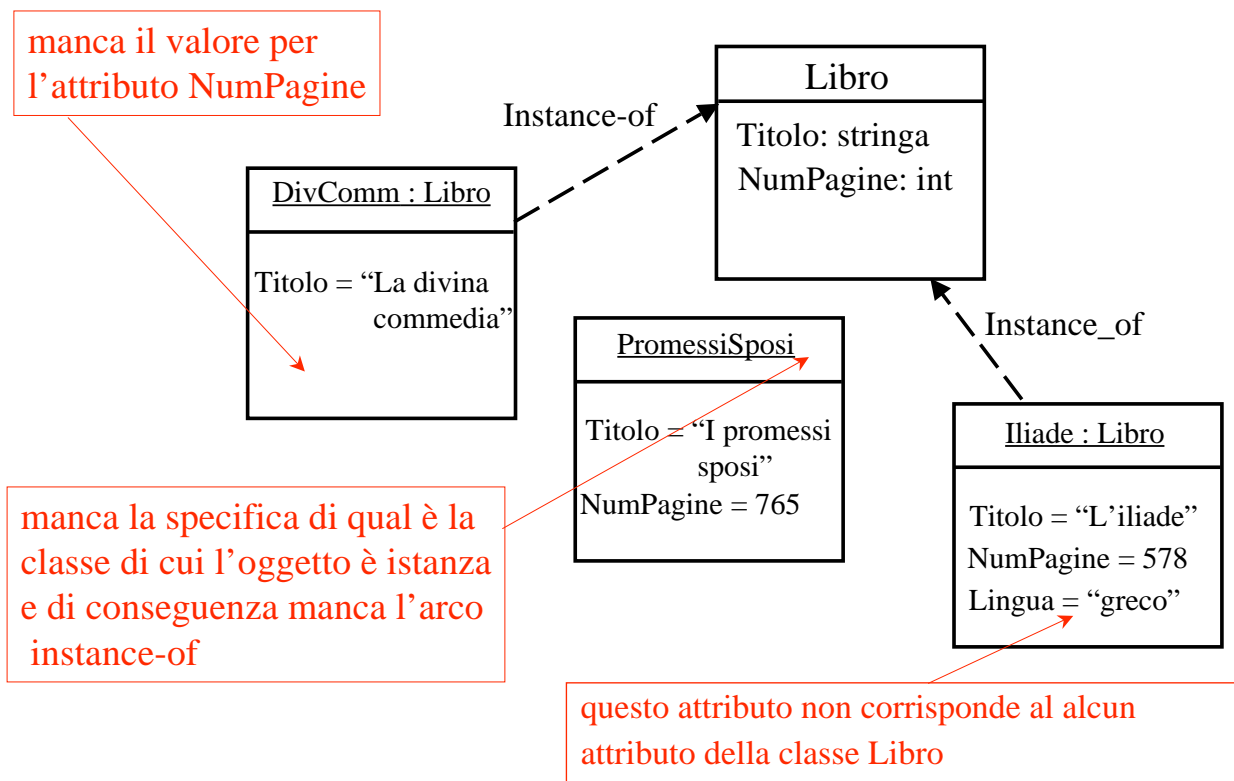 manca il valore per
l’attributo NumPagine
Libro
Titolo: stringa
NumPagine: int
Instance-of
DivComm : Libro
Titolo = “La divina
commedia”
PromessiSposi
Titolo = “I promessi
sposi”
NumPagine = 765
Instance_of
Iliade : Libro
Titolo = “L’iliade”
NumPagine = 578
Lingua = “greco”
manca la specifica di qual è la
classe di cui l’oggetto è istanza
e di conseguenza manca l’arco
instance-of
questo attributo non corrisponde al alcun
attributo della classe Libro